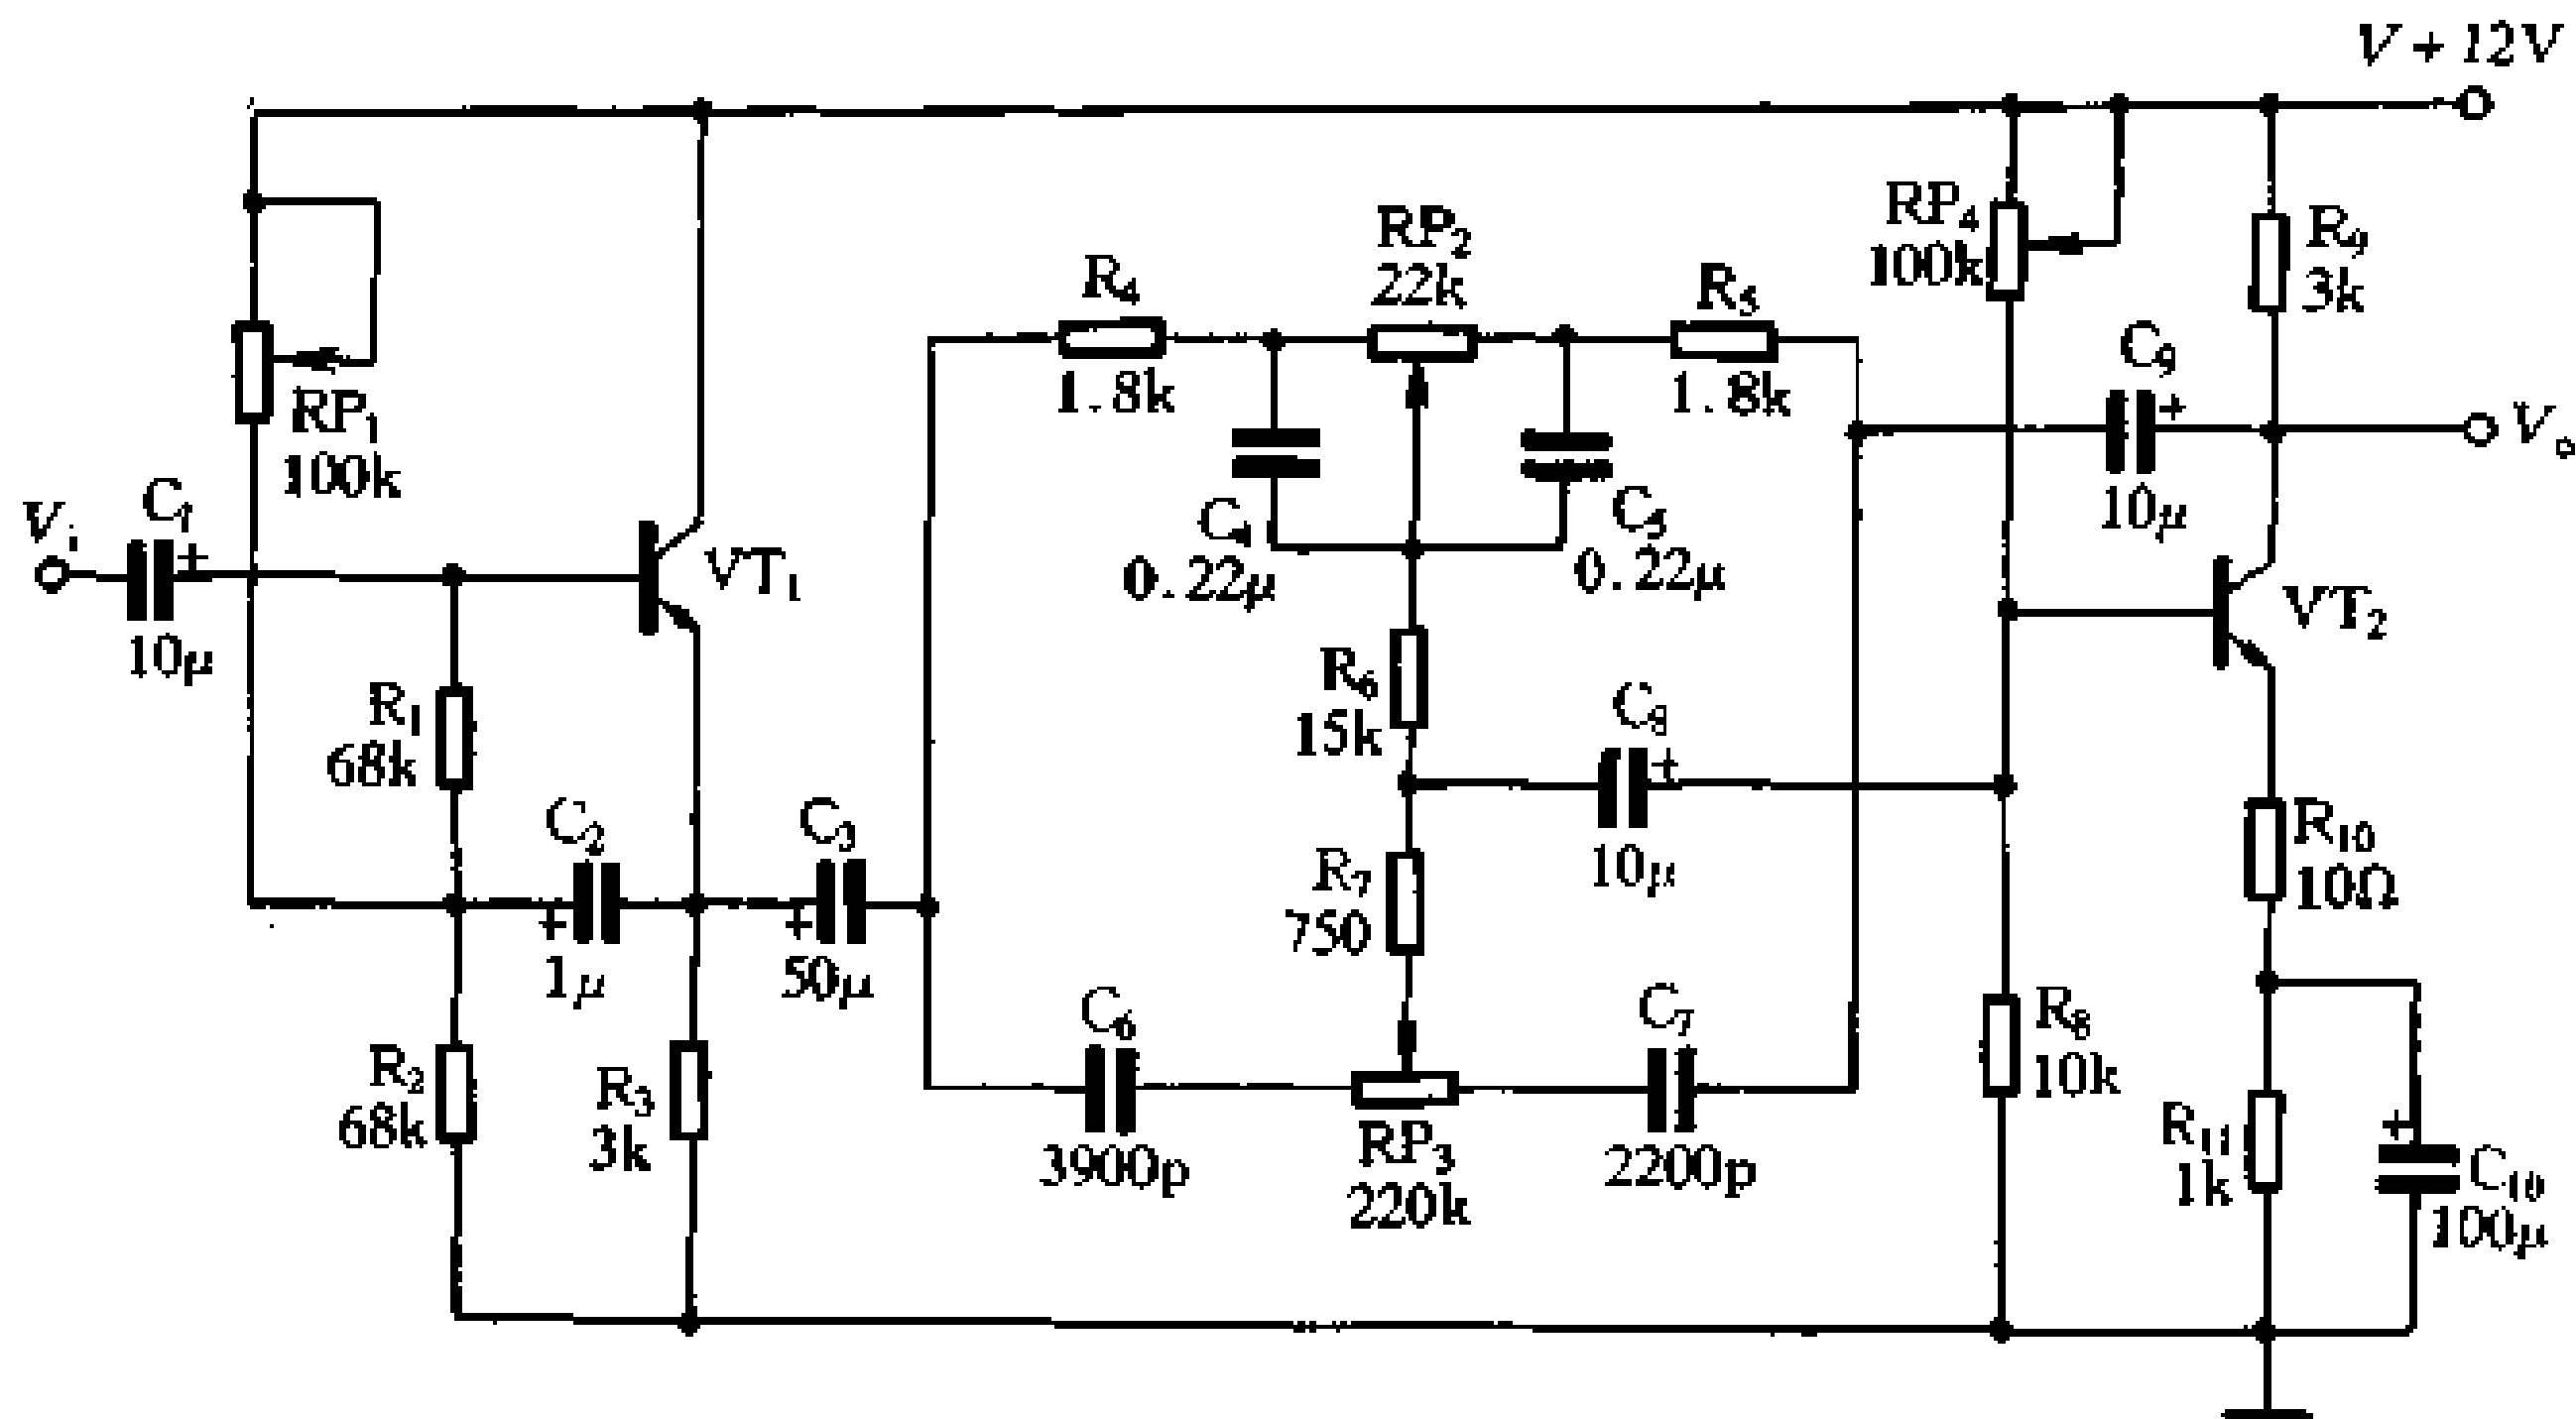 V + 12V
RP₄
100k
R₉
3k
RP₂
22k
R₄
1.8k
R₅
1.8k
C₉
10μ
Vₒ
RP₁
100k
Vᵢ
C₁
+
10μ
VT₁
C₄
0.22μ
C₅
0.22μ
+
VT₂
R₁
68k
R₆
15k
C₈
+
10μ
C₂
+
1μ
C₃
+
50μ
R₇
750
R₁₀
10Ω
R₂
68k
R₃
3k
C₆
3900p
RP₃
220k
C₇
2200p
R₈
10k
R₁₁
1k
+
C₁₀
100μ